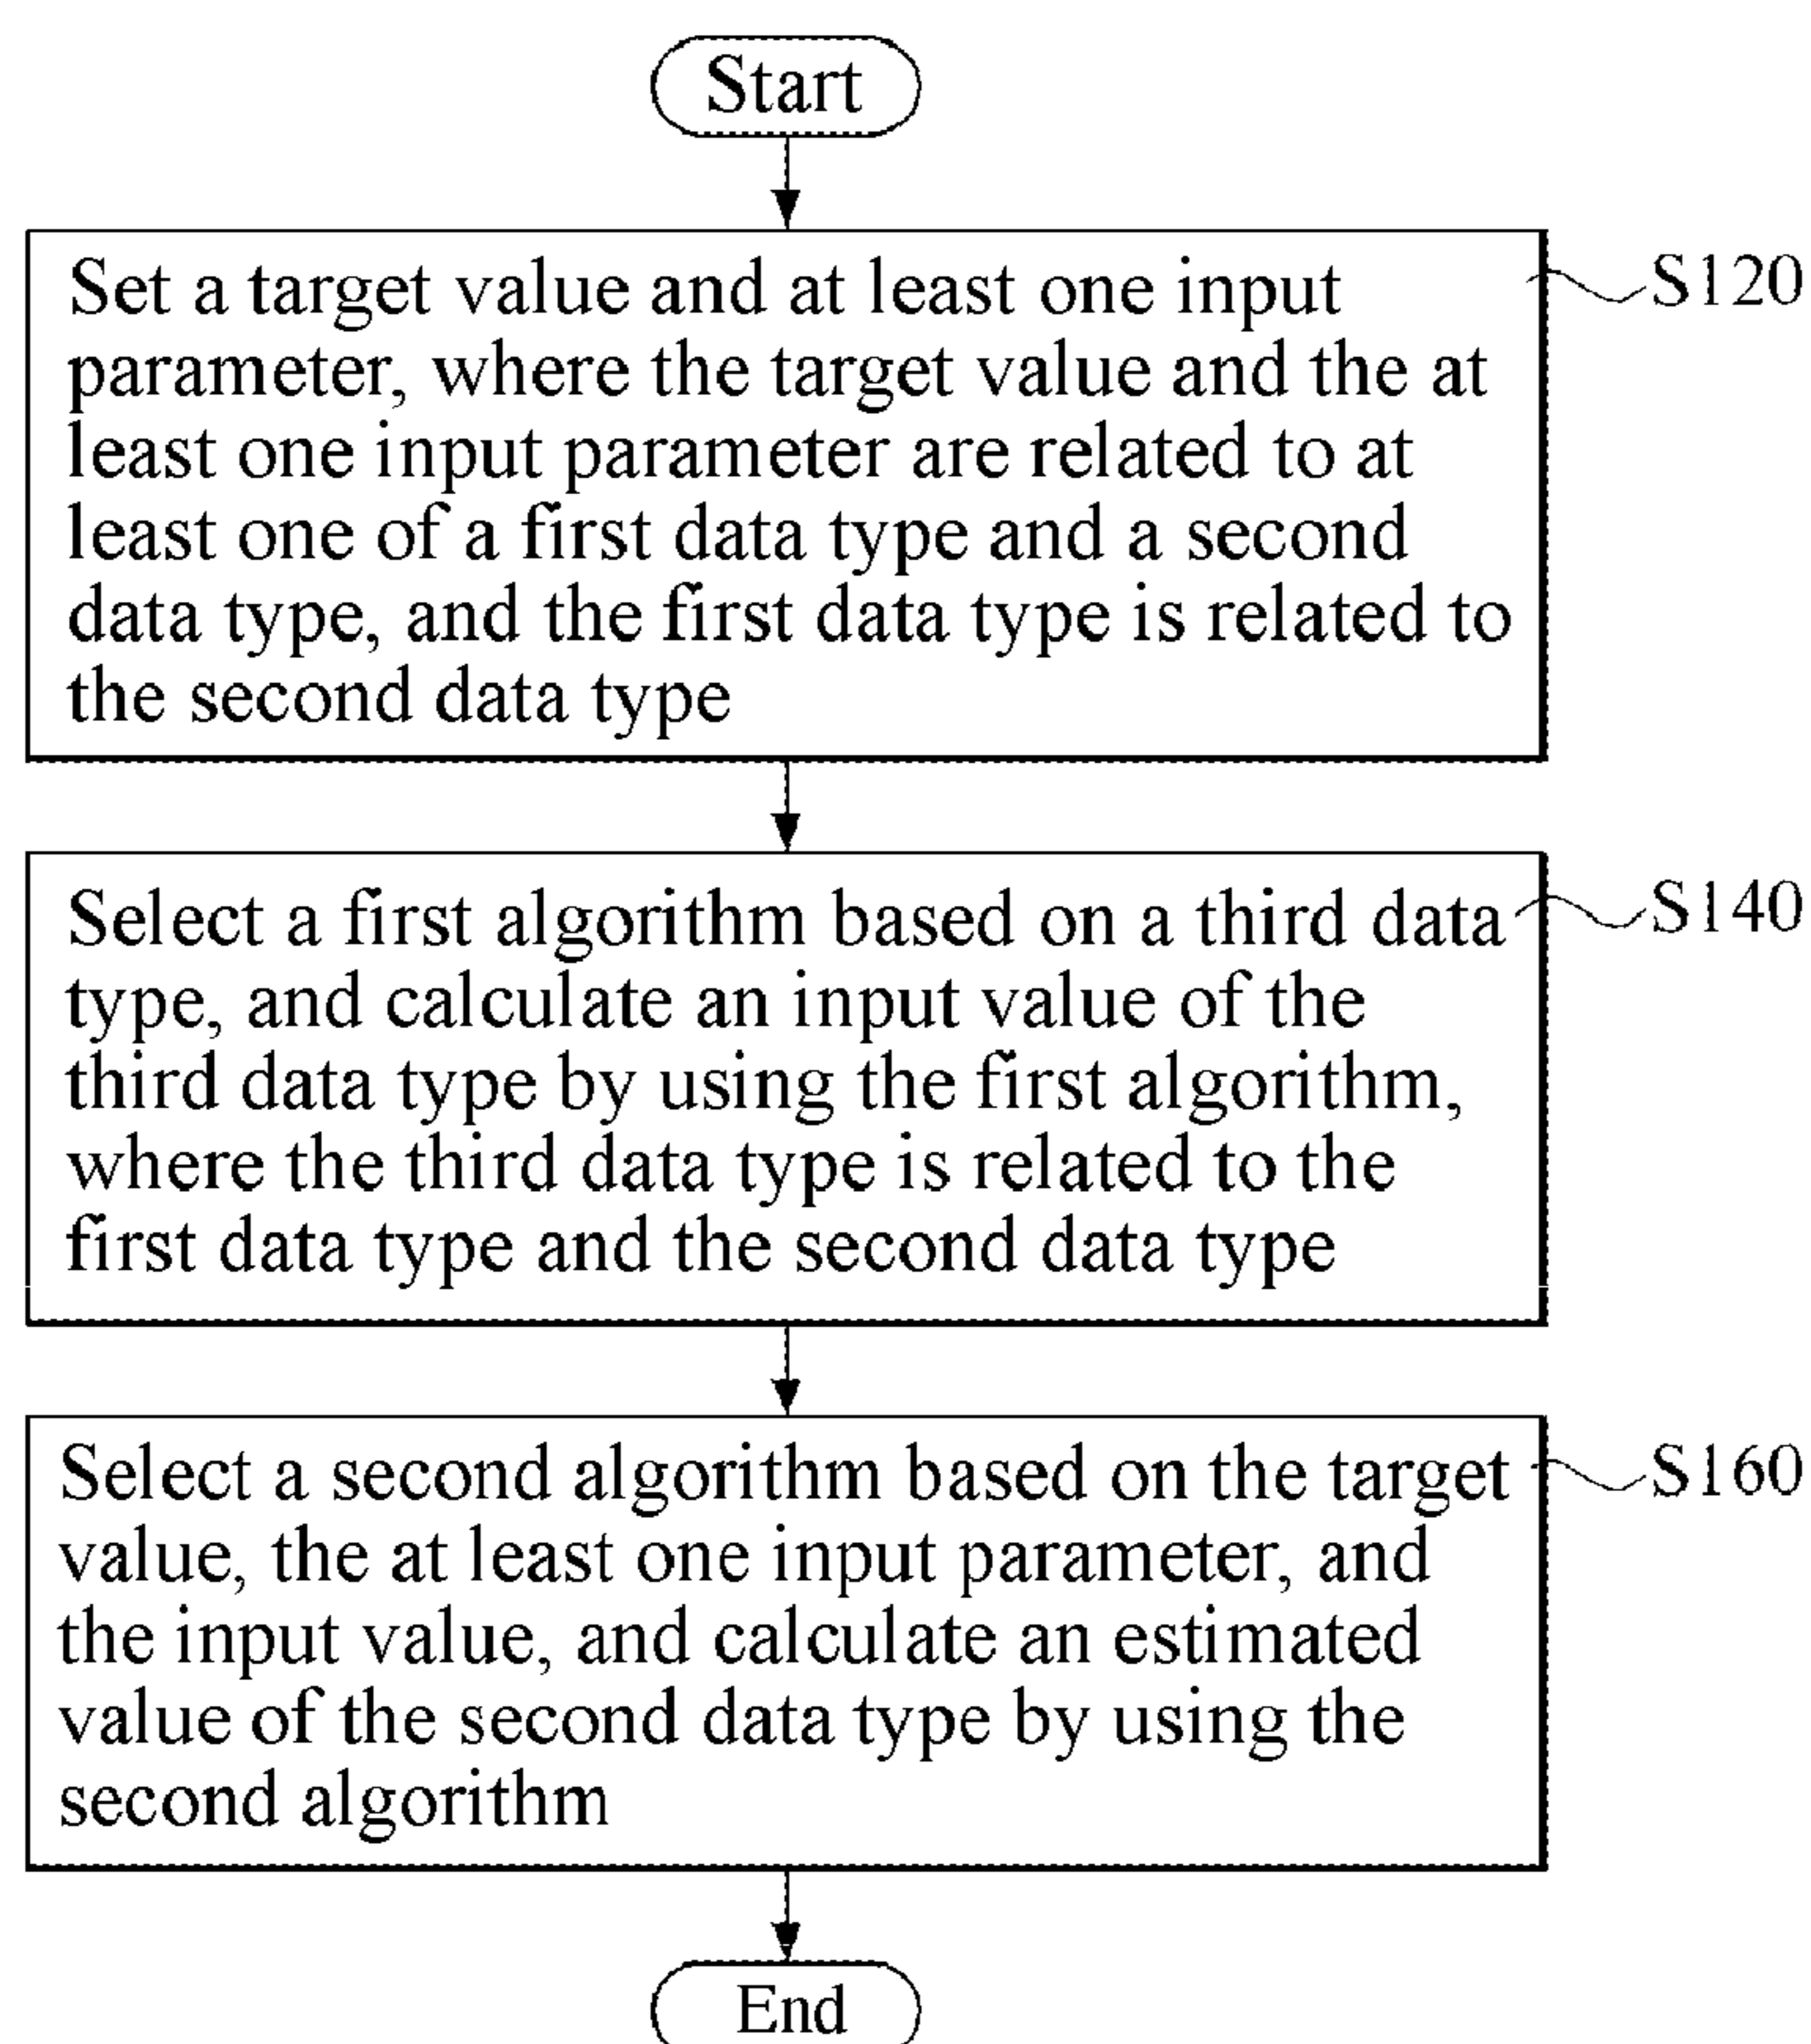 Start
Set a target value and at least one input
parameter, where the target value and the at
least one input parameter are related to at
least one of a first data type and a second
data type, and the first data type is related to
the second data type
S120
Select a first algorithm based on a third data
type, and calculate an input value of the
third data type by using the first algorithm,
where the third data type is related to the
first data type and the second data type
S140
Select a second algorithm based on the target
value, the at least one input parameter, and
the input value, and calculate an estimated
value of the second data type by using the
second algorithm
S160
End